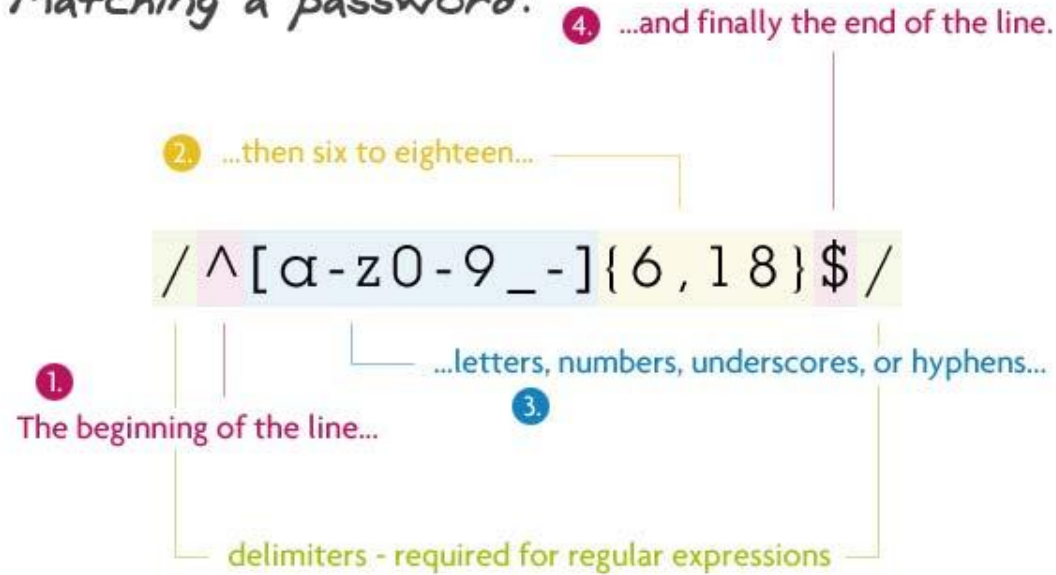 Matching a password:
4. ...and finally the end of the line.
2. ...then six to eighteen...
/^[a-z0-9_-]{6,18}$/
...letters, numbers, underscores, or hyphens...
1.
3.
The beginning of the line...
delimiters - required for regular expressions